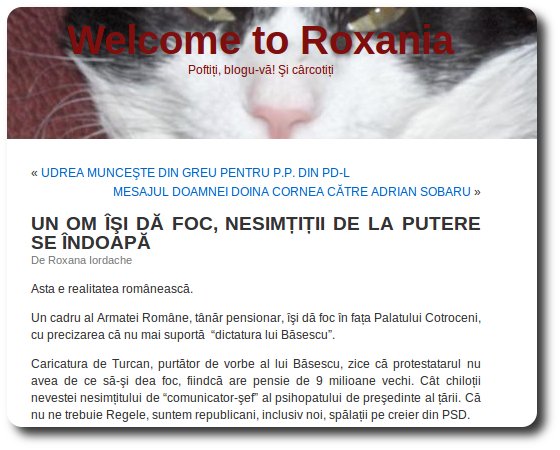 Welcome to Roxania
Poftiți, blogu-vă! Și cârcotiți
« UDREA MUNCEȘTE DIN GREU PENTRU P.P. DIN PD-L
MESAJUL DOAMNEI DOINA CORNEA CĂTRE ADRIAN SOBARU »
UN OM ÎȘI DĂ FOC, NESIMȚIȚII DE LA PUTERE
SE ÎNDOAPĂ
De Roxana Iordache
Asta e realitatea românească.
Un cadru al Armatei Române, tânăr pensionar, îşi dă foc în faţa Palatului Cotroceni,
cu precizarea că nu mai suportă “dictatura lui Băsescu”.
Caricatura de Turcan, purtător de vorbe al lui Băsescu, zice că protestatarul nu
avea de ce să-şi dea foc, fiindcă are pensie de 9 milioane vechi. Cât chiloții
nevestei nesimțitului de “comunicator-șef” al psihopatului de preşedinte al țării. Că
nu ne trebuie Regele, suntem republicani, inclusiv noi, spălații pe creier din PSD.